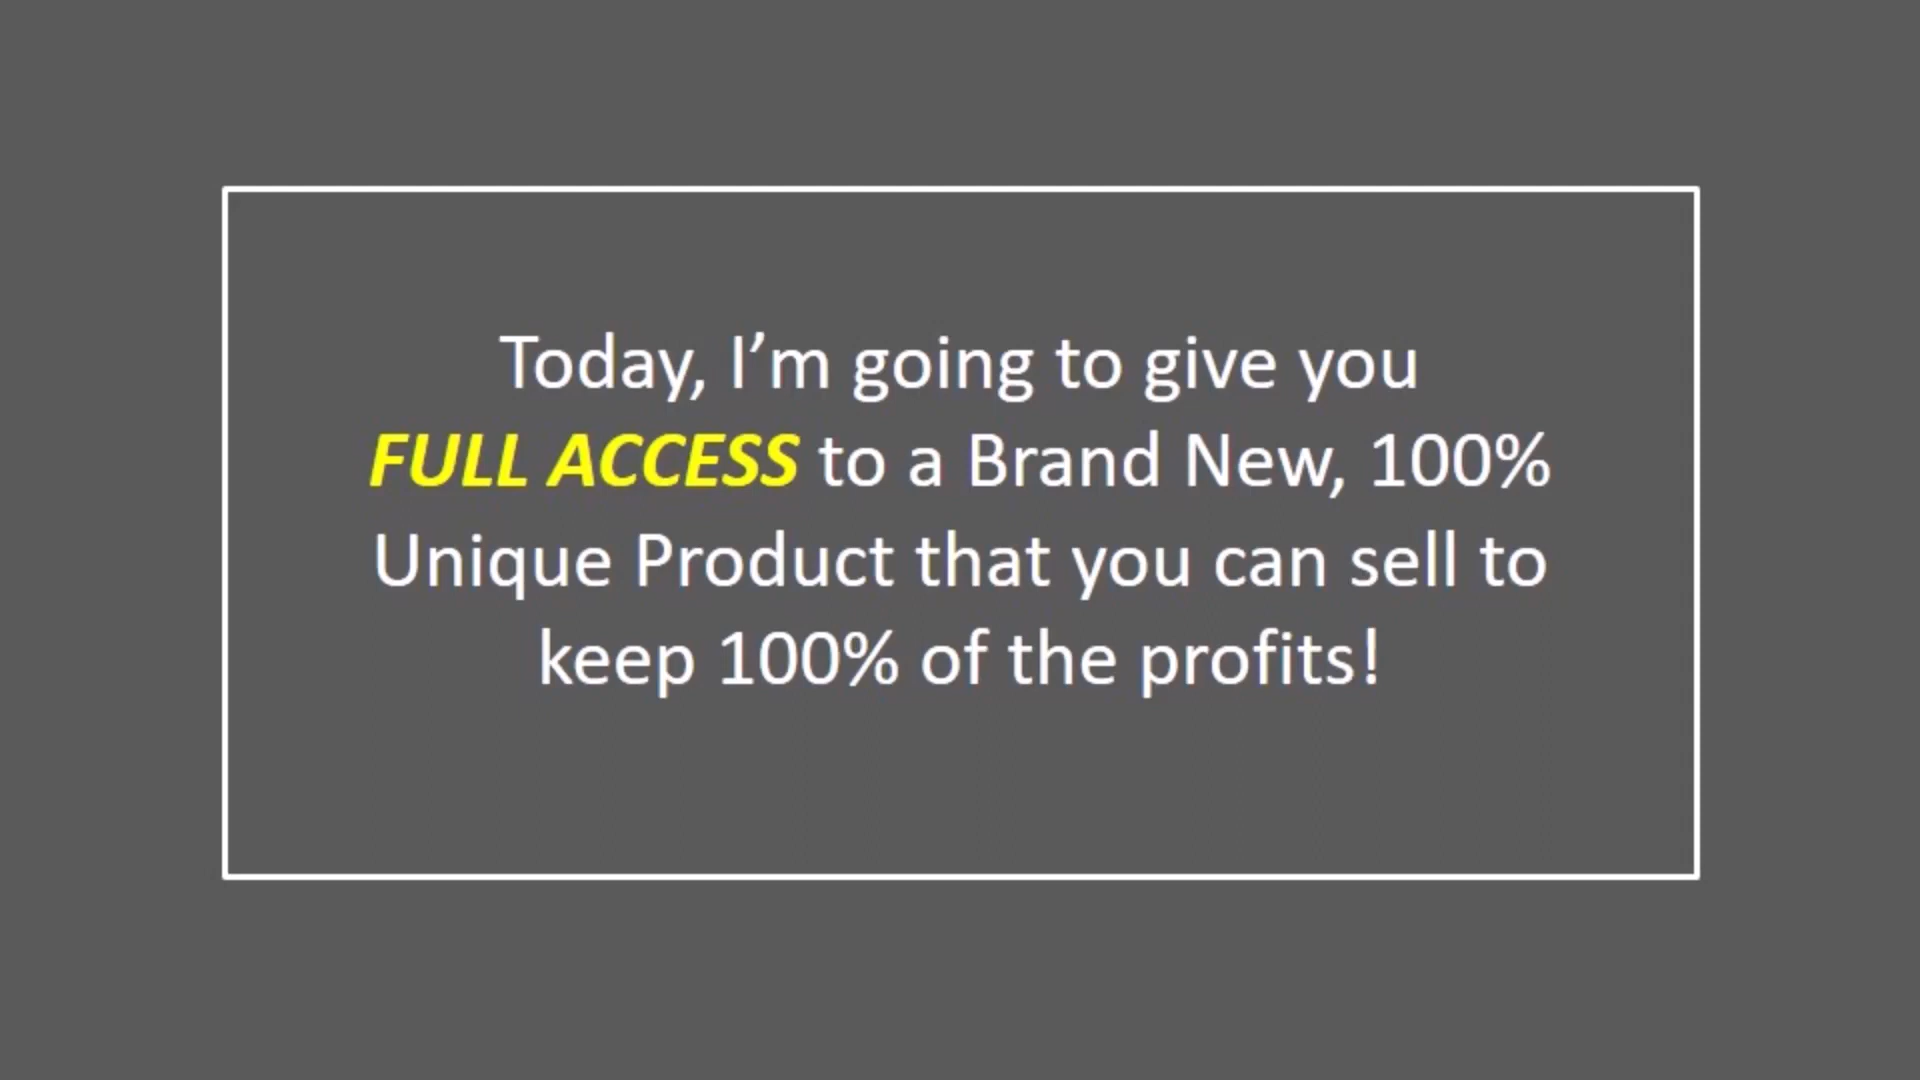 Today, I’m going to give you
FULL ACCESS to a Brand New, 100%
Unique Product that you can sell to
keep 100% of the profits!